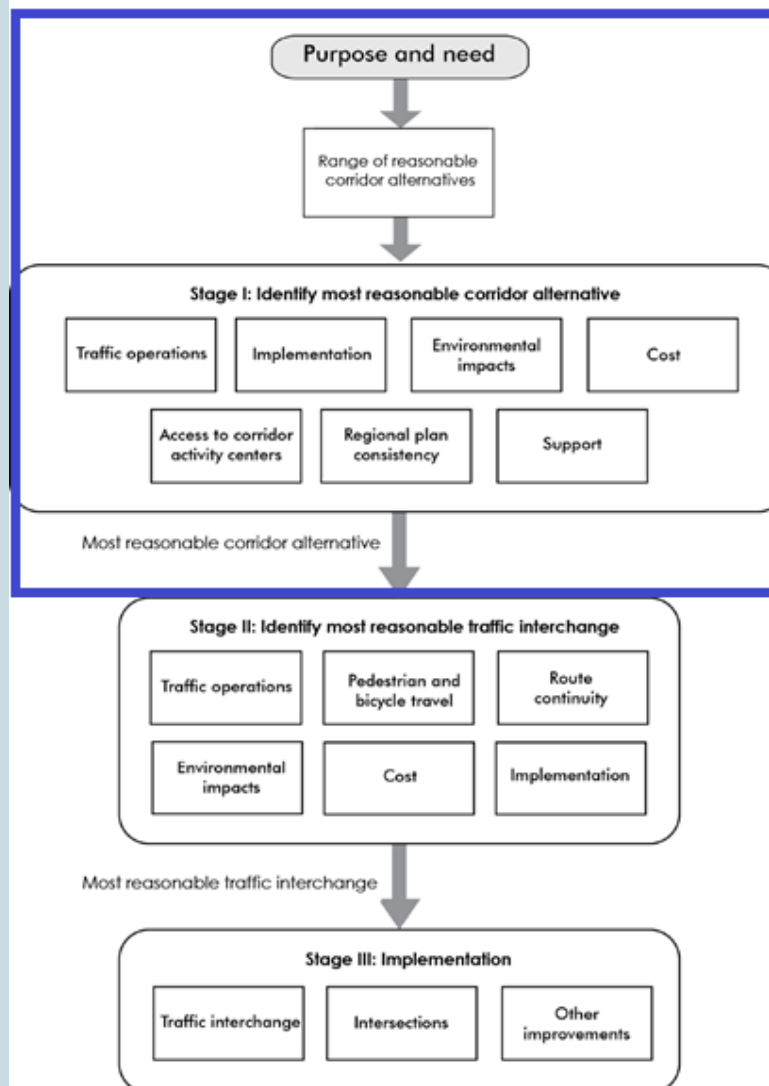 Purpose and need
Range of reasonable
corridor alternatives
Stage I: Identify most reasonable corridor alternative
Traffic operations
Implementation
Environmental
impacts
Cost
Access to corridor
activity centers
Regional plan
consistency
Support
Most reasonable corridor alternative
Stage II: Identify most reasonable traffic interchange
Traffic operations
Pedestrian and
bicycle travel
Route
continuity
Environmental
impacts
Cost
Implementation
Most reasonable traffic interchange
Stage III: Implementation
Traffic interchange
Intersections
Other
improvements